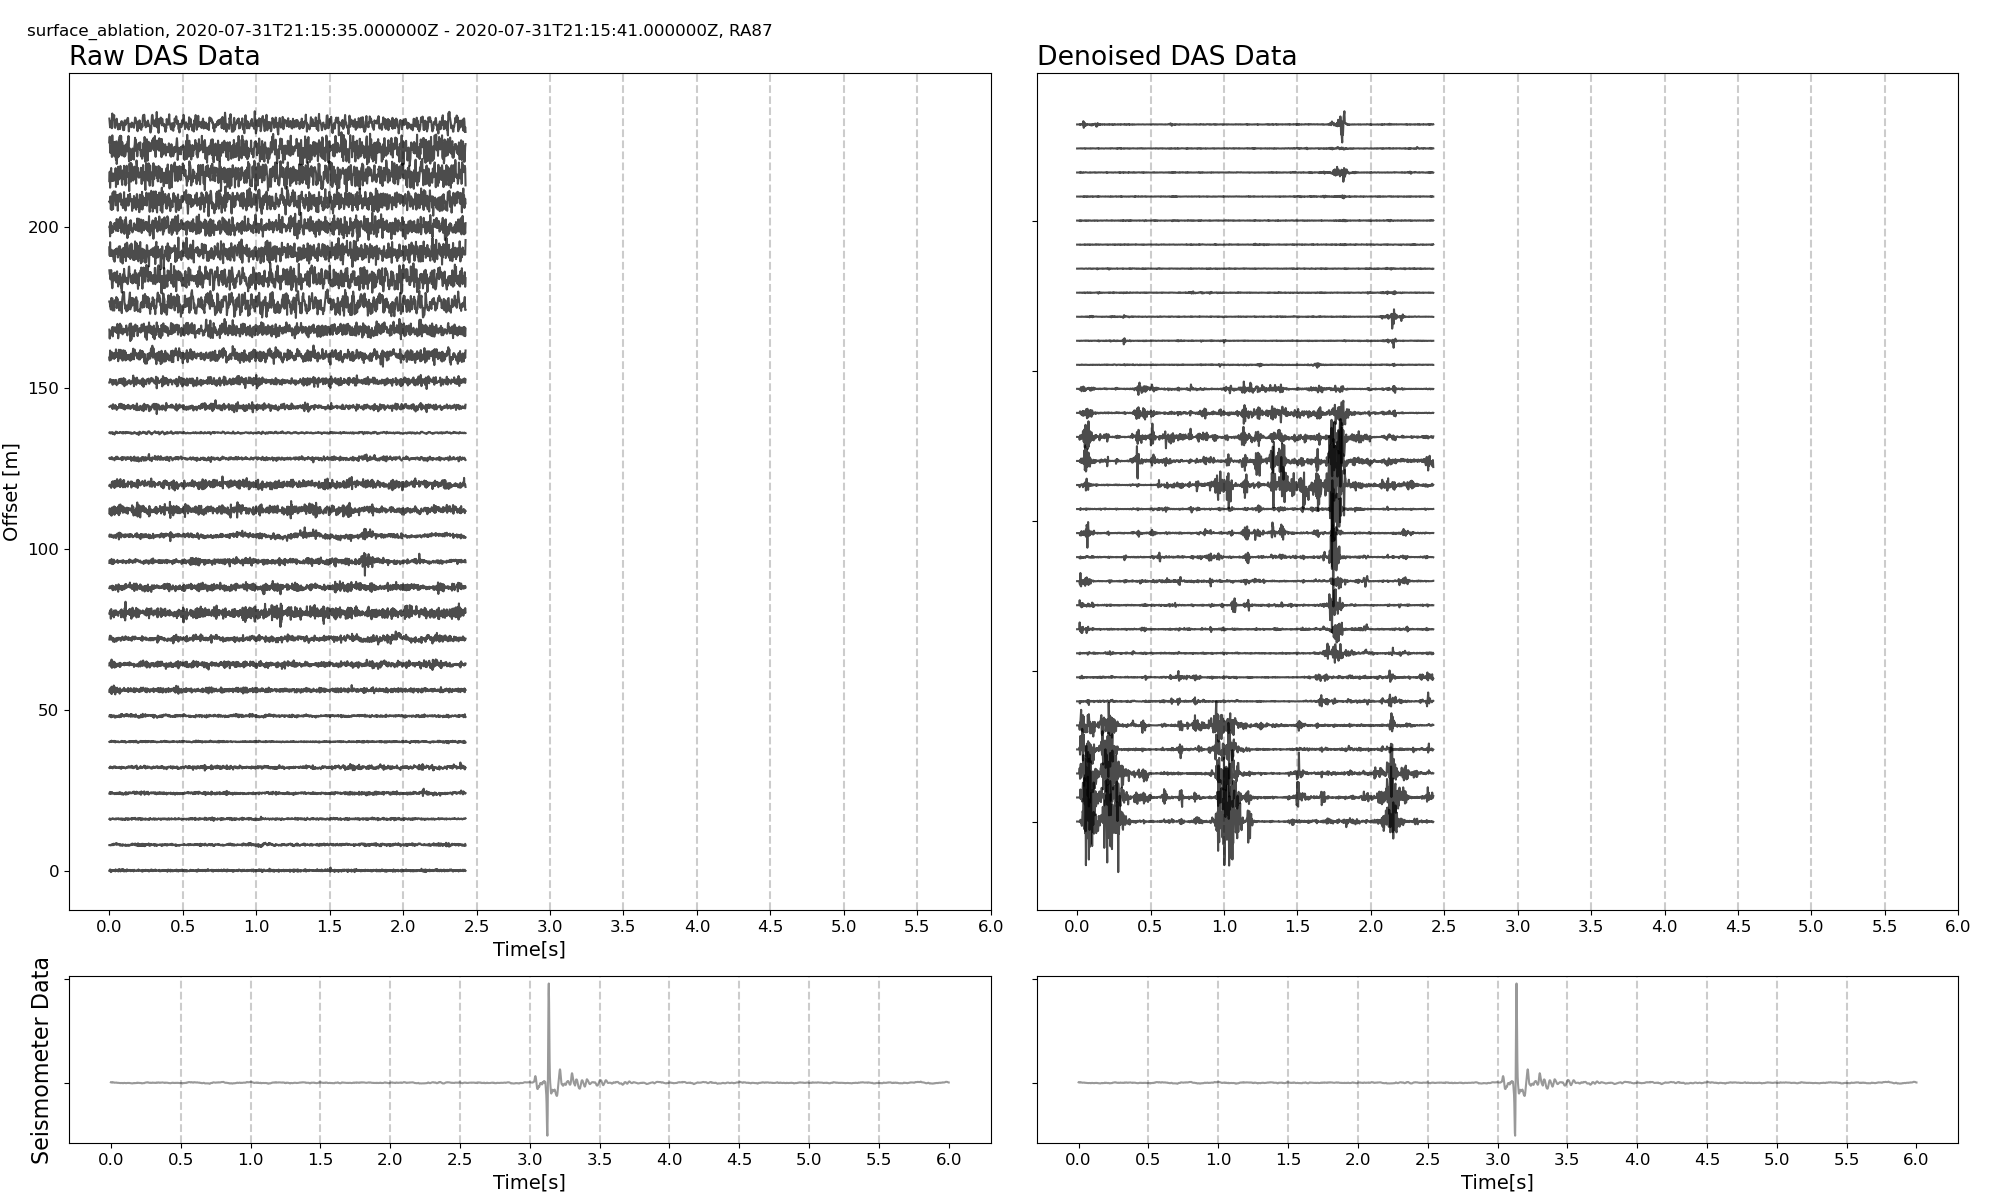 surface_ablation, 2020-07-31T21:15:35.000000Z - 2020-07-31T21:15:41.000000Z, RA87
Raw DAS Data
Denoised DAS Data
Offset [m]
200
150
100
50
0
0.0 0.5 1.0 1.5 2.0 2.5 3.0 3.5 4.0 4.5 5.0 5.5 6.0
0.0 0.5 1.0 1.5 2.0 2.5 3.0 3.5 4.0 4.5 5.0 5.5 6.0
Time[s]
Seismometer Data
0.0 0.5 1.0 1.5 2.0 2.5 3.0 3.5 4.0 4.5 5.0 5.5 6.0
Time[s]
0.0 0.5 1.0 1.5 2.0 2.5 3.0 3.5 4.0 4.5 5.0 5.5 6.0
Time[s]